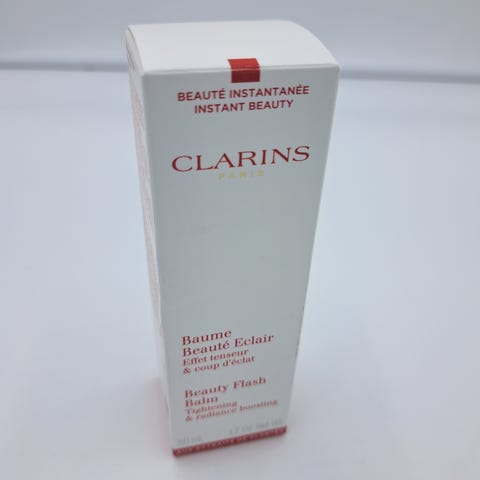 BEAUTÉ INSTANTANÉE
INSTANT BEAUTY
CLARINS
PARIS
Baume
Beauté Eclair
Effet tenseur
& coup d'éclat
Beauty Flash
Balm
Tightening
& radiance boosting